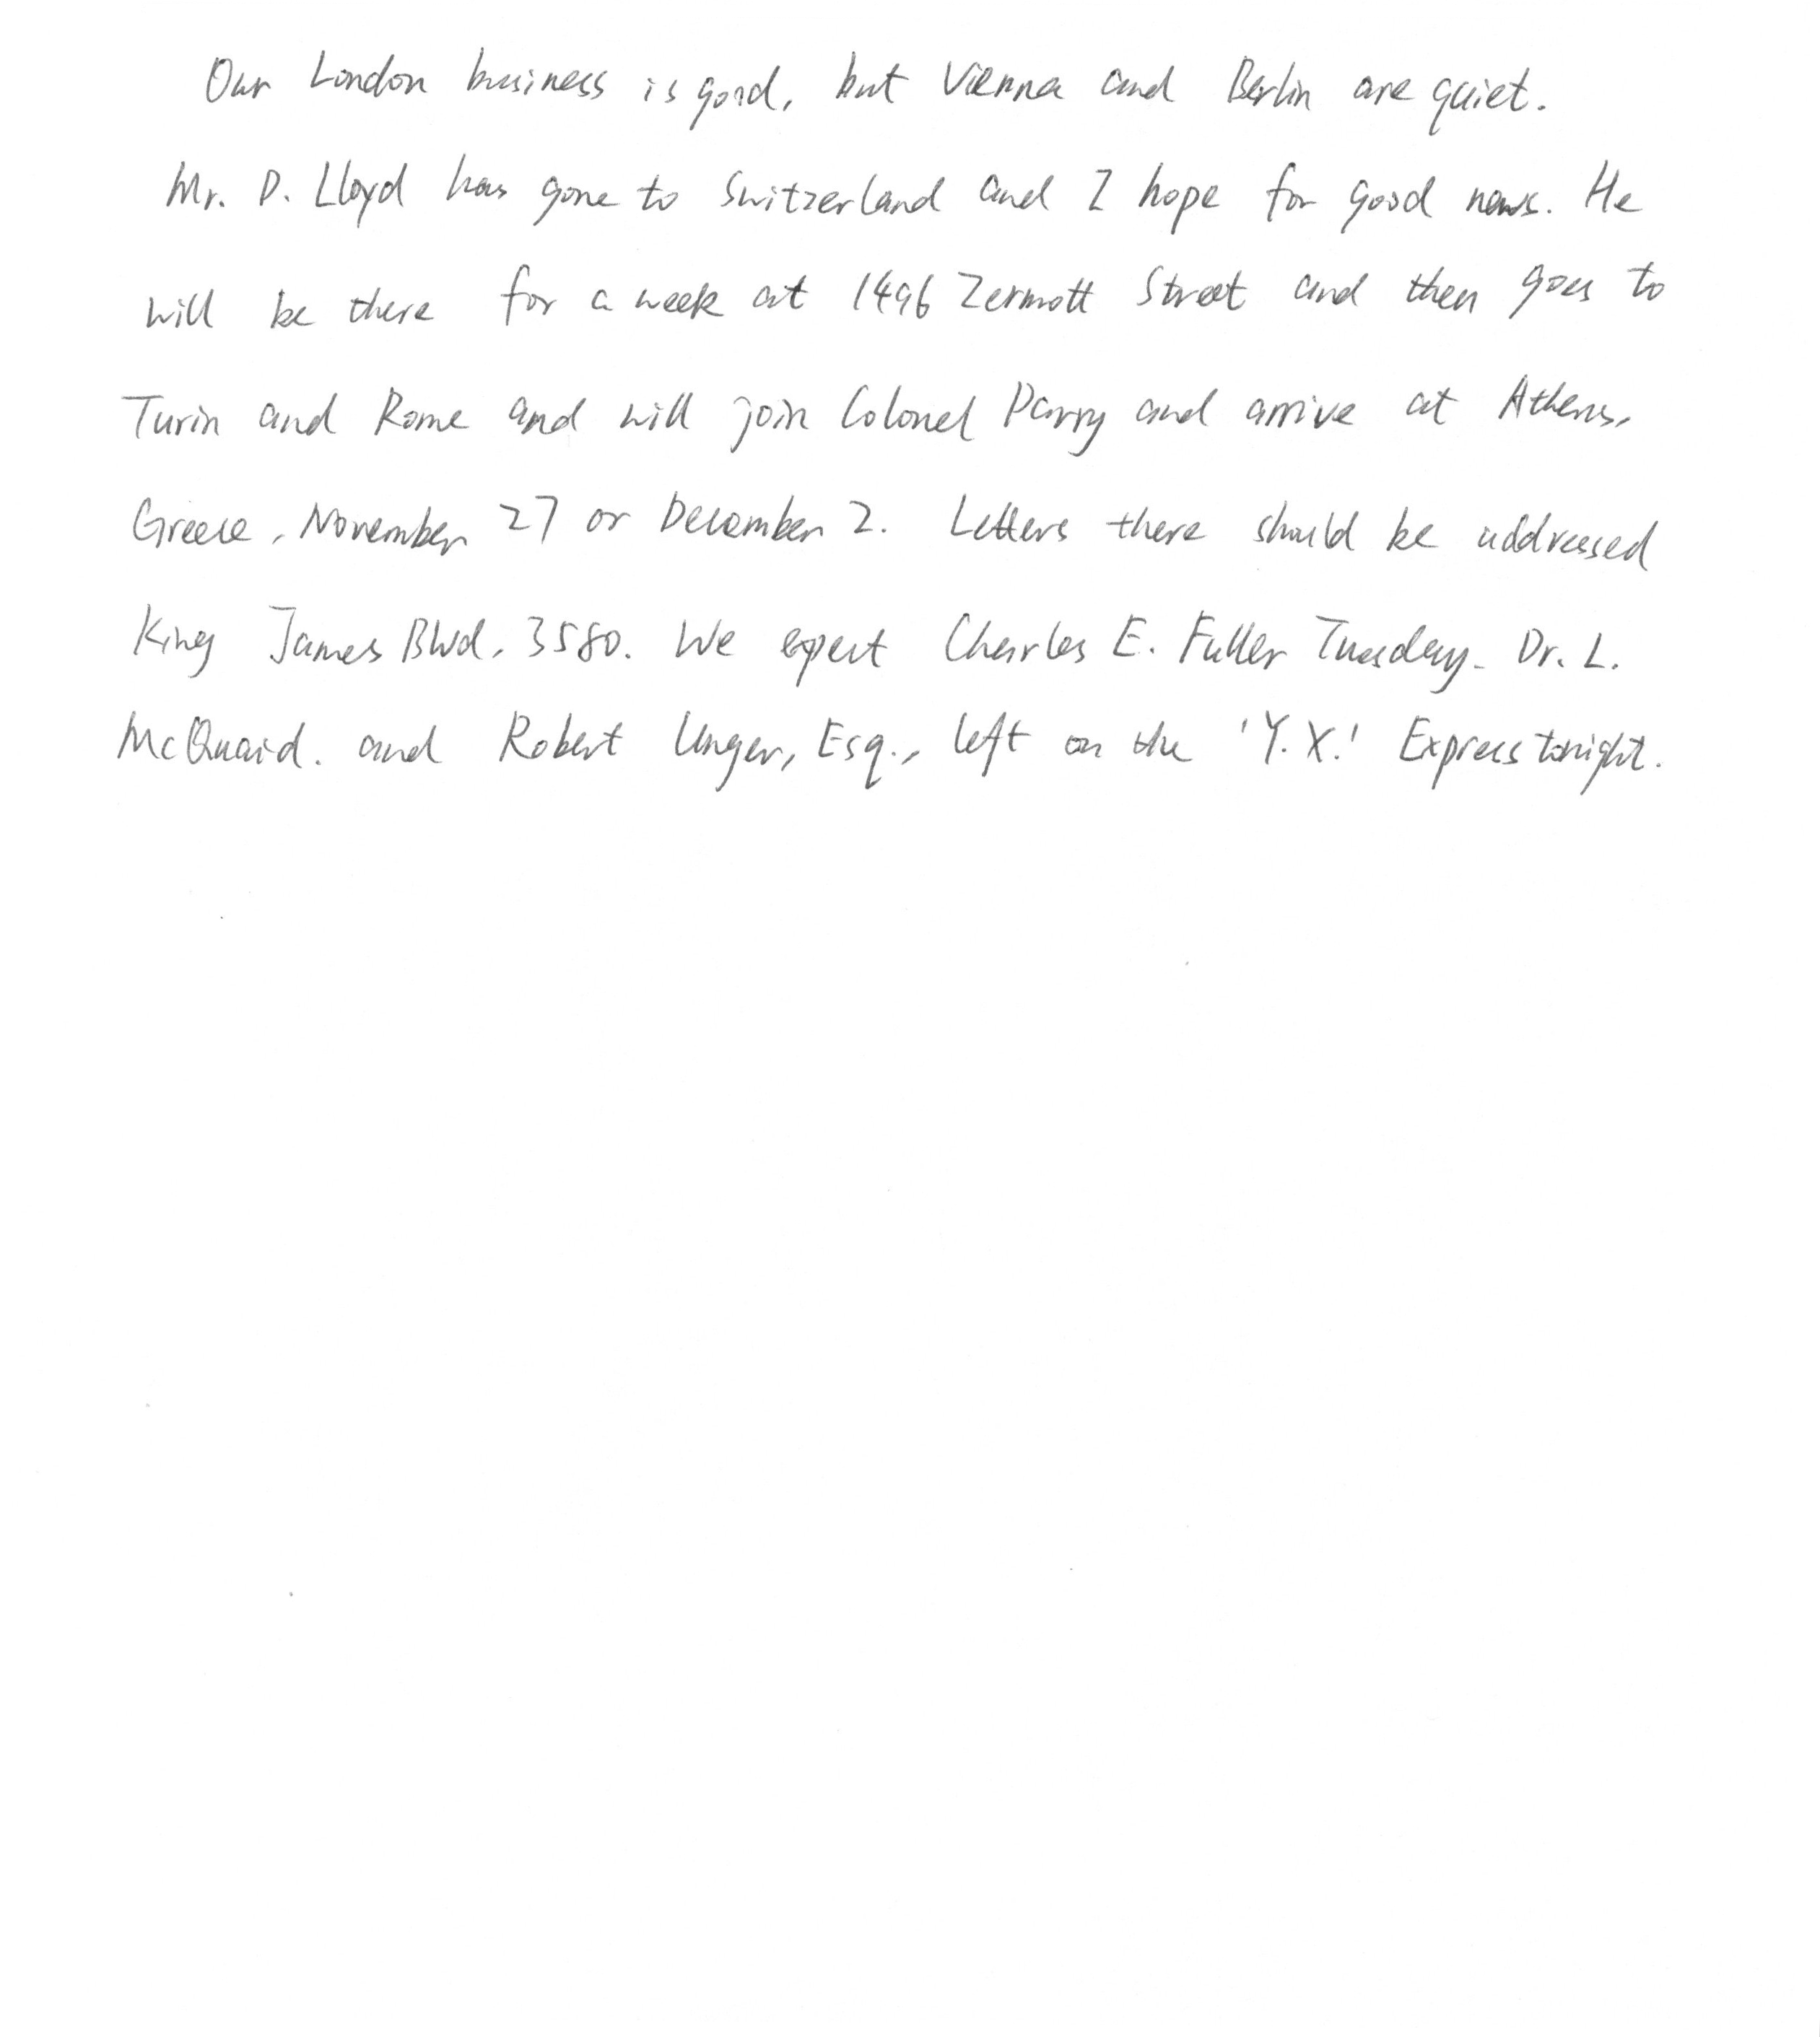 Our London business is good, but Vienna and Berlin are quiet.
Mr. D. Lloyd has gone to Switzerland and I hope for good news. He
will be there for a week at 1496 Zermott Street and then goes to
Turin and Rome and will join Colonel Parry and arrive at Athens,
Greece, November 27 or December 2. Letters there should be addressed
King James Blvd, 3580. We expect Charles E. Fuller Tuesday. Dr. L.
McQuaid. and Robert Unger, Esq., left on the 'Y.X.' Express tonight.